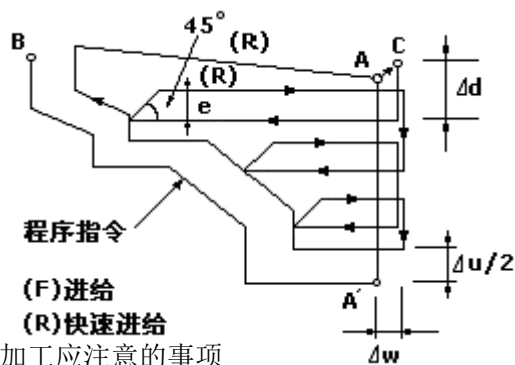 45°
(R)
B
A
C
(R)
Δd
e
程序指令
Δu/2
(F)进给
A′
(R)快速进给
加工应注意的事项
Δw